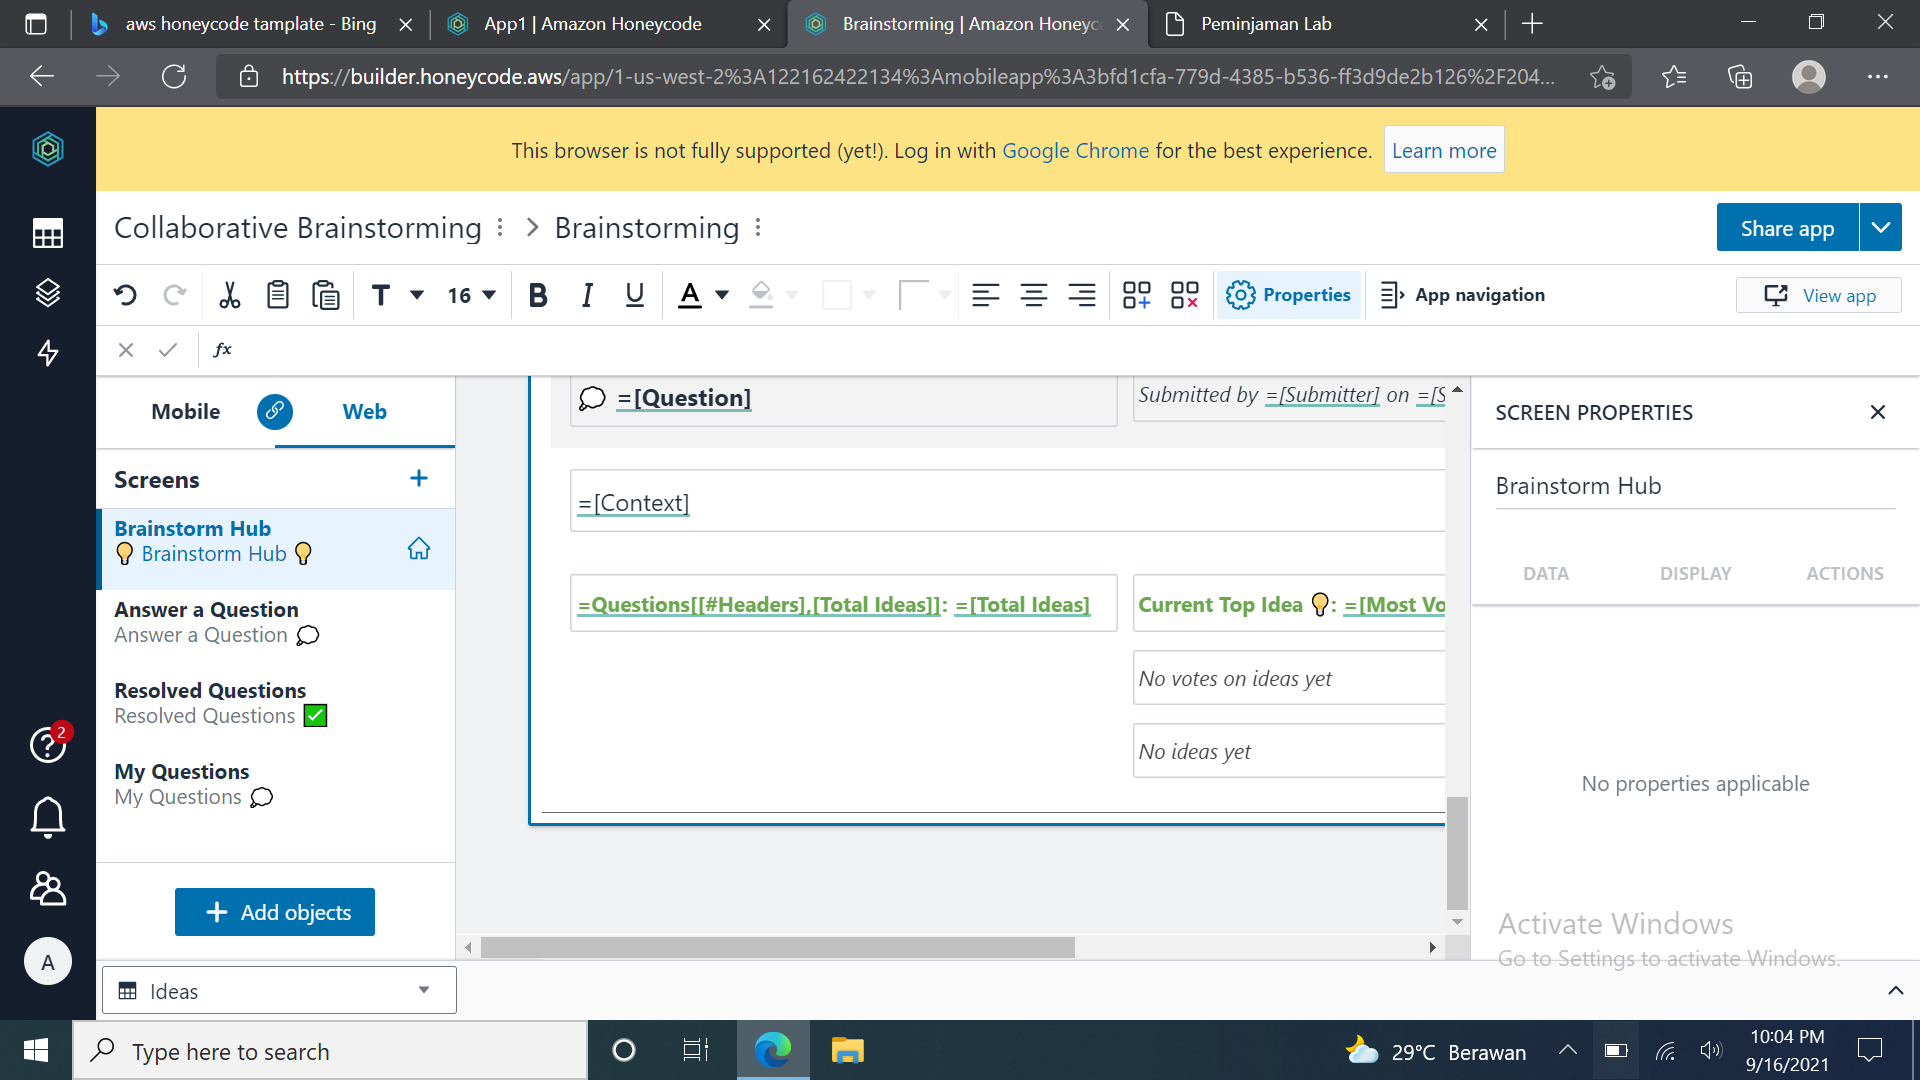 aws honeycode tamplate - Bing
App1 | Amazon Honeycode
Brainstorming | Amazon Honeyc
Peminjaman Lab
https://builder.honeycode.aws/app/1-us-west-2%3A122162422134%3Amobileapp%3A3bfd1cfa-779d-4385-b536-ff3d9de2b126%2F204...
This browser is not fully supported (yet!). Log in with Google Chrome for the best experience. Learn more
Collaborative Brainstorming > Brainstorming
Share app
T 16 B I U A
Properties
App navigation
View app
fx
Mobile
Web
Screens
Brainstorm Hub
💡 Brainstorm Hub 💡
Answer a Question
Answer a Question 💭
Resolved Questions
Resolved Questions ✅
My Questions
My Questions 💭
+ Add objects
💭 =[Question]
Submitted by =[Submitter] on =[S
=[Context]
=Questions[[#Headers],[Total Ideas]]: =[Total Ideas]
Current Top Idea 💡: =[Most Vo
No votes on ideas yet
No ideas yet
SCREEN PROPERTIES
Brainstorm Hub
DATA
DISPLAY
ACTIONS
No properties applicable
Activate Windows
Go to Settings to activate Windows.
2
A
Ideas
Type here to search
29°C Berawan
10:04 PM
9/16/2021